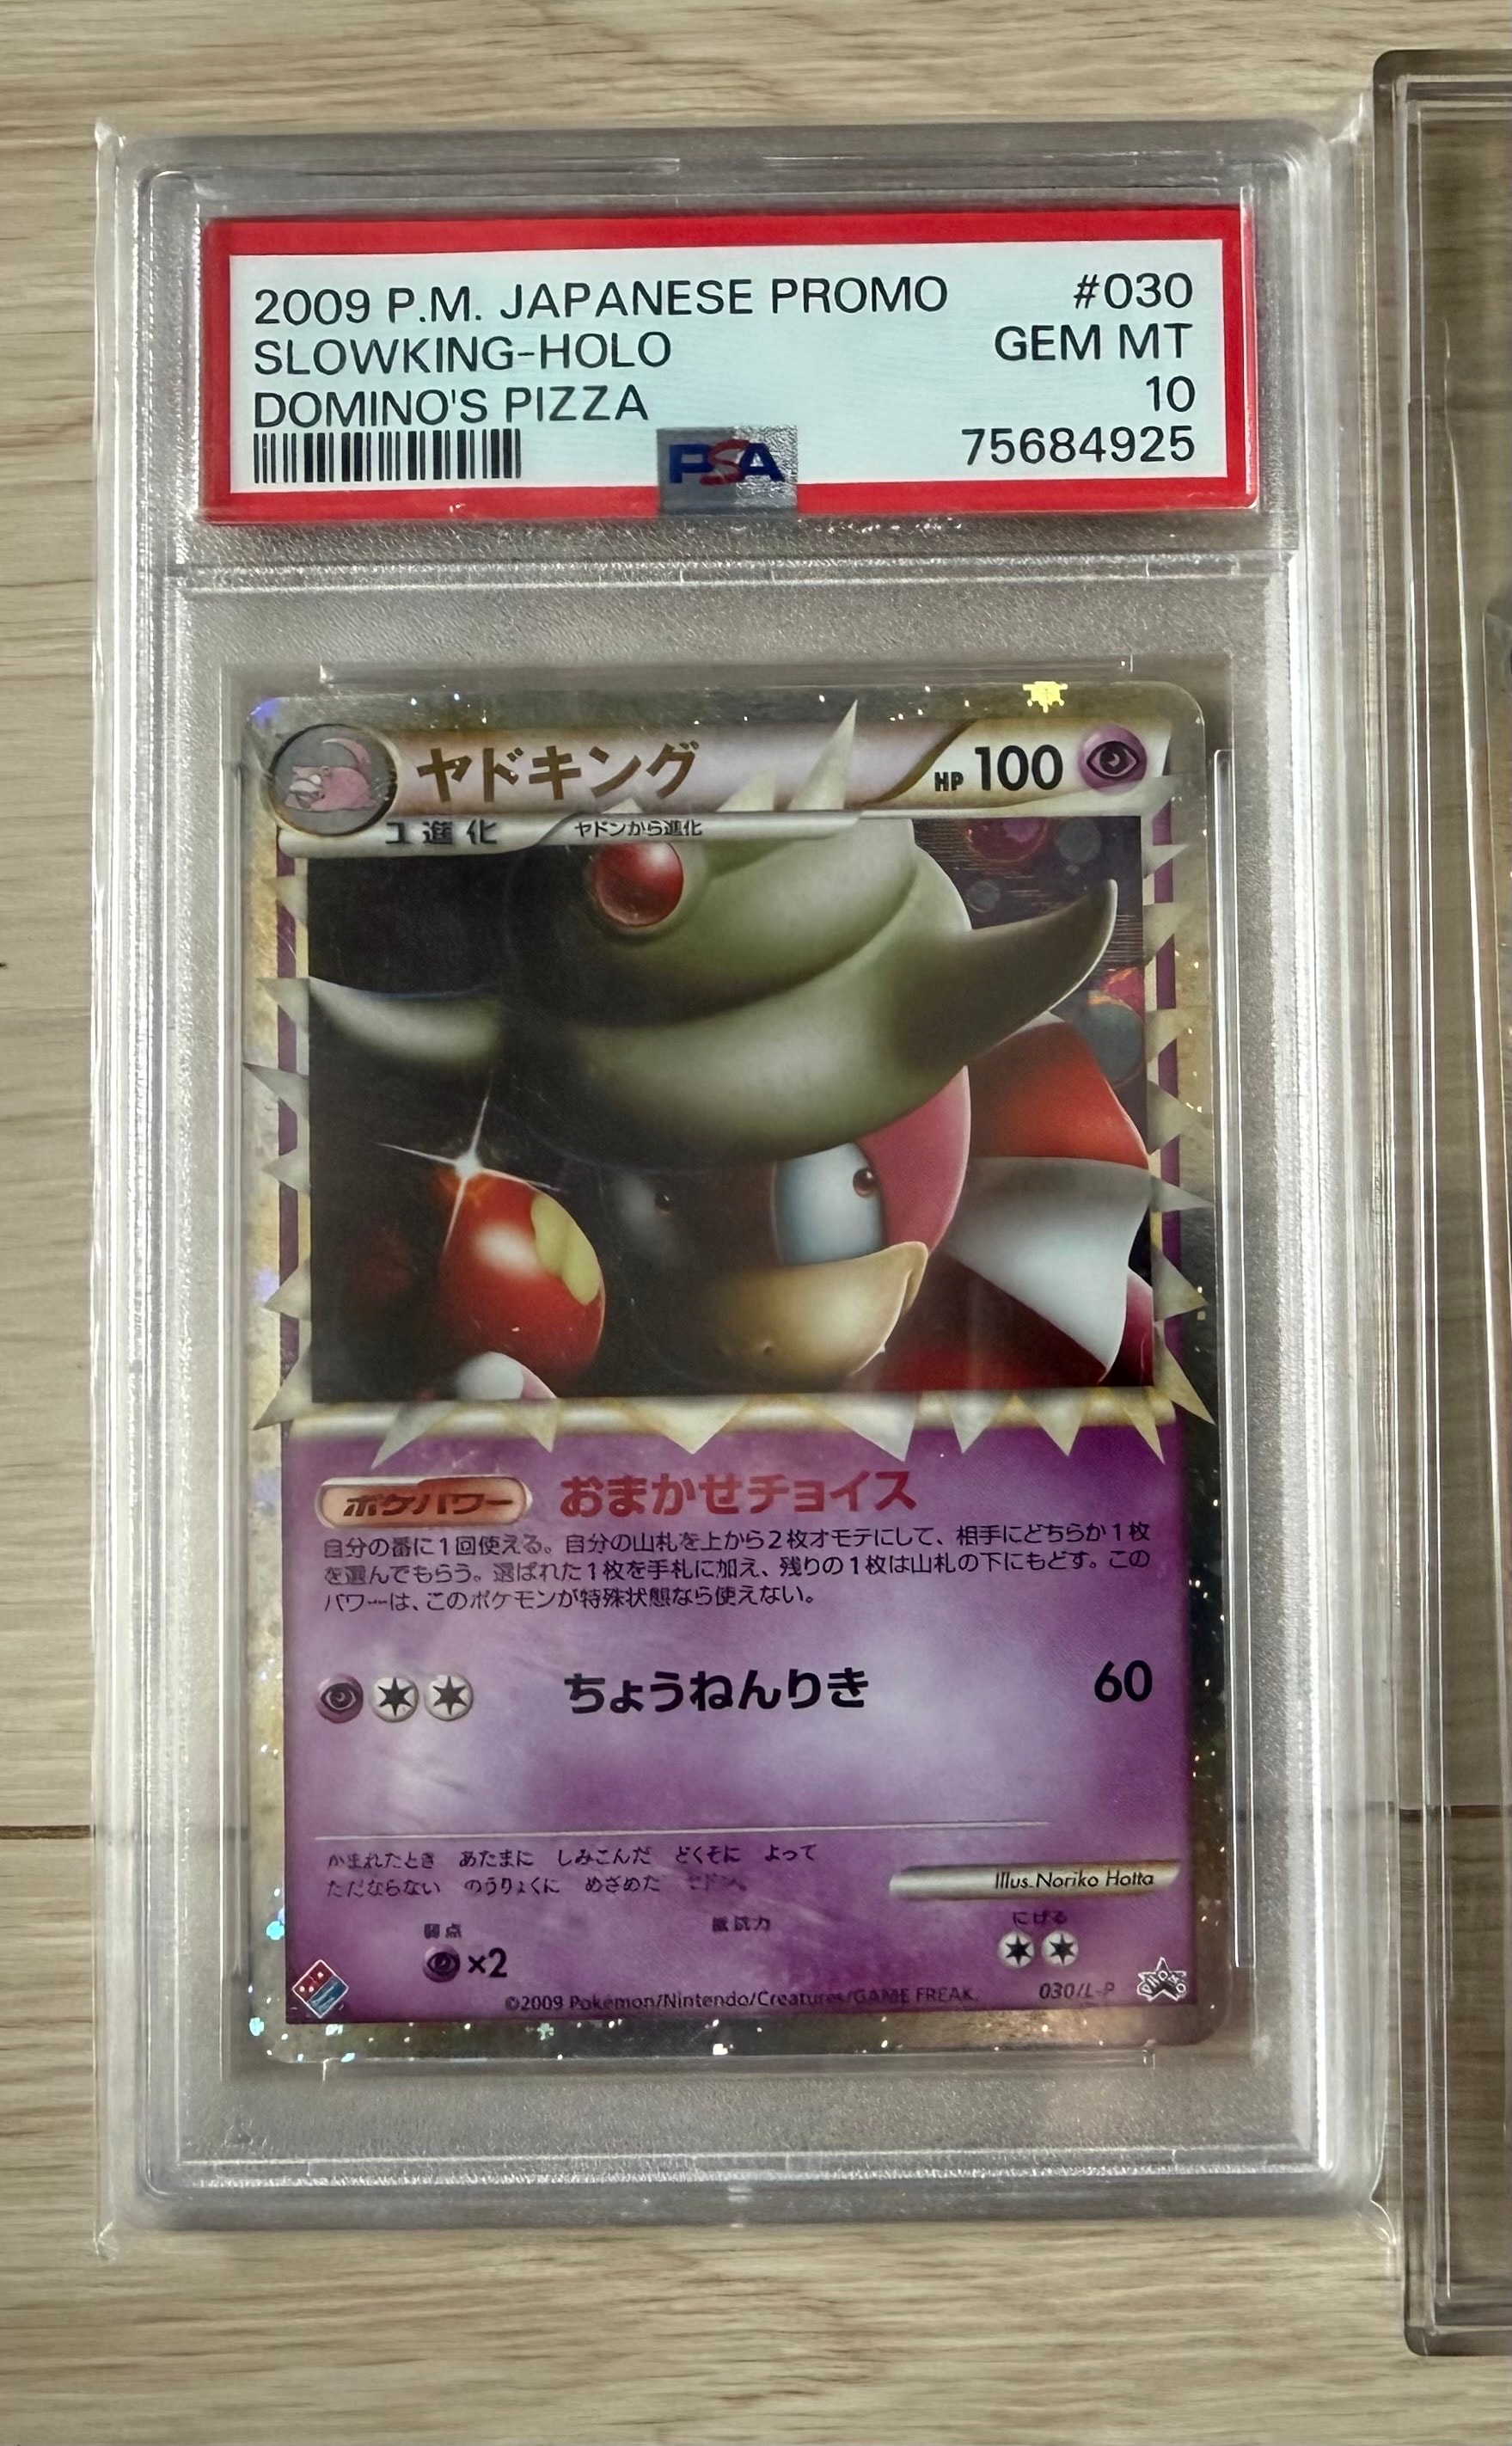 2009 P.M. JAPANESE PROMO #030
SLOWKING-HOLO GEM MT
DOMINO'S PIZZA 10
75684925
PSA
ヤドキング HP 100
1進化 ヤドンから進化
ポケパワー おまかせチョイス
自分の番に1回使える。自分の山札を上から2枚オモテにして、相手にどちらか1枚
を選んでもらう。選ばれた1枚を手札に加え、残りの1枚は山札の下にもどす。この
パワーは、このポケモンが特殊状態なら使えない。
ちょうねんりき 60
かまれたとき あたまに しみこんだ どくそに よって
ただならない のうりょくに めざめた ヤドン。
Illus. Noriko Hotta
弱点 抵抗力 にげる
×2
©2009 Pokémon/Nintendo/Creatures/GAME FREAK. 030/L-P PROMO